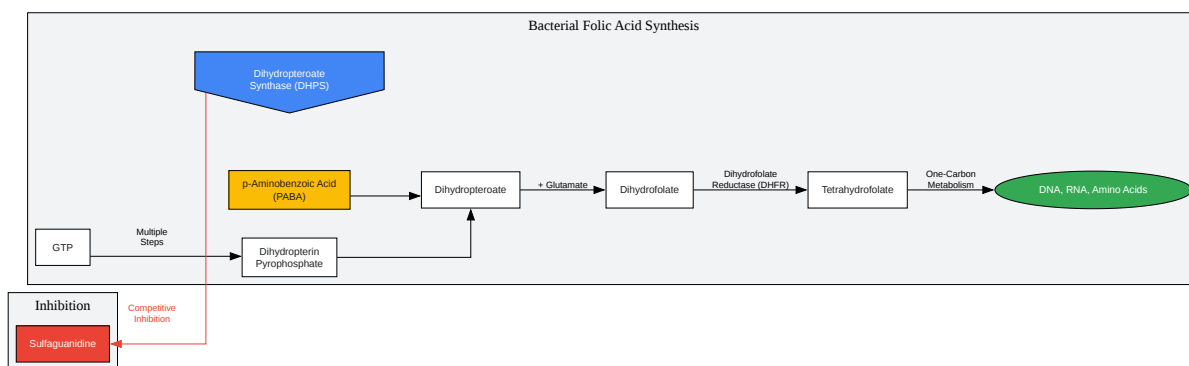 Bacterial Folic Acid Synthesis
Dihydropteroate
Synthase (DHPS)
p-Aminobenzoic Acid
(PABA)
Dihydropteroate
+ Glutamate
Dihydrofolate
Dihydrofolate
Reductase (DHFR)
Tetrahydrofolate
One-Carbon
Metabolism
DNA, RNA, Amino Acids
GTP
Multiple
Steps
Dihydropterin
Pyrophosphate
Inhibition
Competitive
Inhibition
Sulfaguanidine